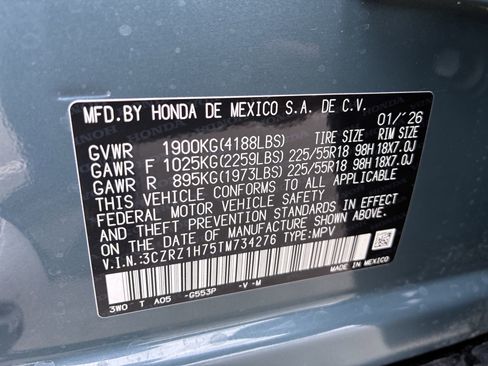 MFD.BY HONDA DE MEXICO S.A. DE C.V. 01/'26
GVWR 1900KG(4188LBS) TIRE SIZE RIM SIZE
GAWR F 1025KG(2259LBS) 225/55R18 98H 18X7.0J
GAWR R 895KG(1973LBS) 225/55R18 98H 18X7.0J
THIS VEHICLE CONFORMS TO ALL APPLICABLE
FEDERAL MOTOR VEHICLE SAFETY
AND THEFT PREVENTION STANDARDS IN EFFECT
ON THE DATE OF MANUFACTURE SHOWN ABOVE.
V.I.N.:3CZRZ1H75TM734276 TYPE:MPV
3W0 T A05 -G553P -V -M